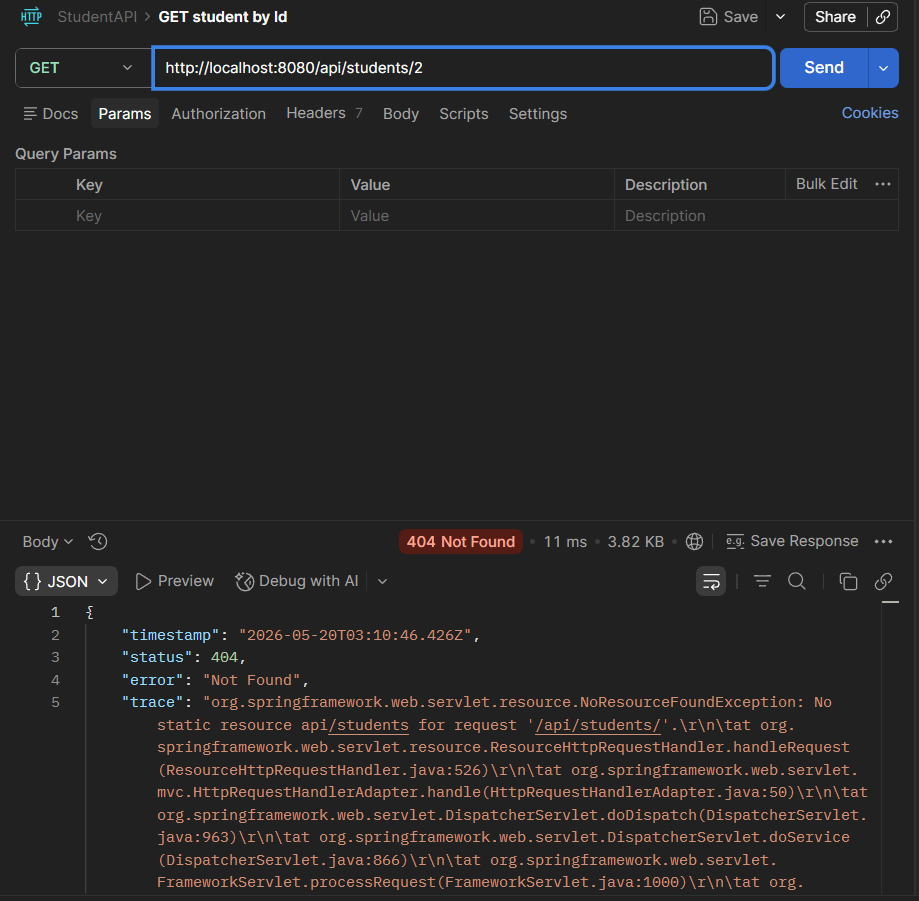 HTTP StudentAPI > GET student by Id Save Share
GET http://localhost:8080/api/students/2 Send
Docs Params Authorization Headers 7 Body Scripts Settings Cookies
Query Params
Key Value Description Bulk Edit ...
Key Value Description
Body 404 Not Found • 11 ms • 3.82 KB • e.g. Save Response ...
{} JSON Preview Debug with AI
1 {
2 "timestamp": "2026-05-20T03:10:46.426Z",
3 "status": 404,
4 "error": "Not Found",
5 "trace": "org.springframework.web.servlet.resource.NoResourceFoundException: No
static resource api/students for request '/api/students/'.\r\n\tat org.
springframework.web.servlet.resource.ResourceHttpRequestHandler.handleRequest
(ResourceHttpRequestHandler.java:526)\r\n\tat org.springframework.web.servlet.
mvc.HttpRequestHandlerAdapter.handle(HttpRequestHandlerAdapter.java:50)\r\n\tat
org.springframework.web.servlet.DispatcherServlet.doDispatch(DispatcherServlet.
java:963)\r\n\tat org.springframework.web.servlet.DispatcherServlet.doService
(DispatcherServlet.java:866)\r\n\tat org.springframework.web.servlet.
FrameworkServlet.processRequest(FrameworkServlet.java:1000)\r\n\tat org.